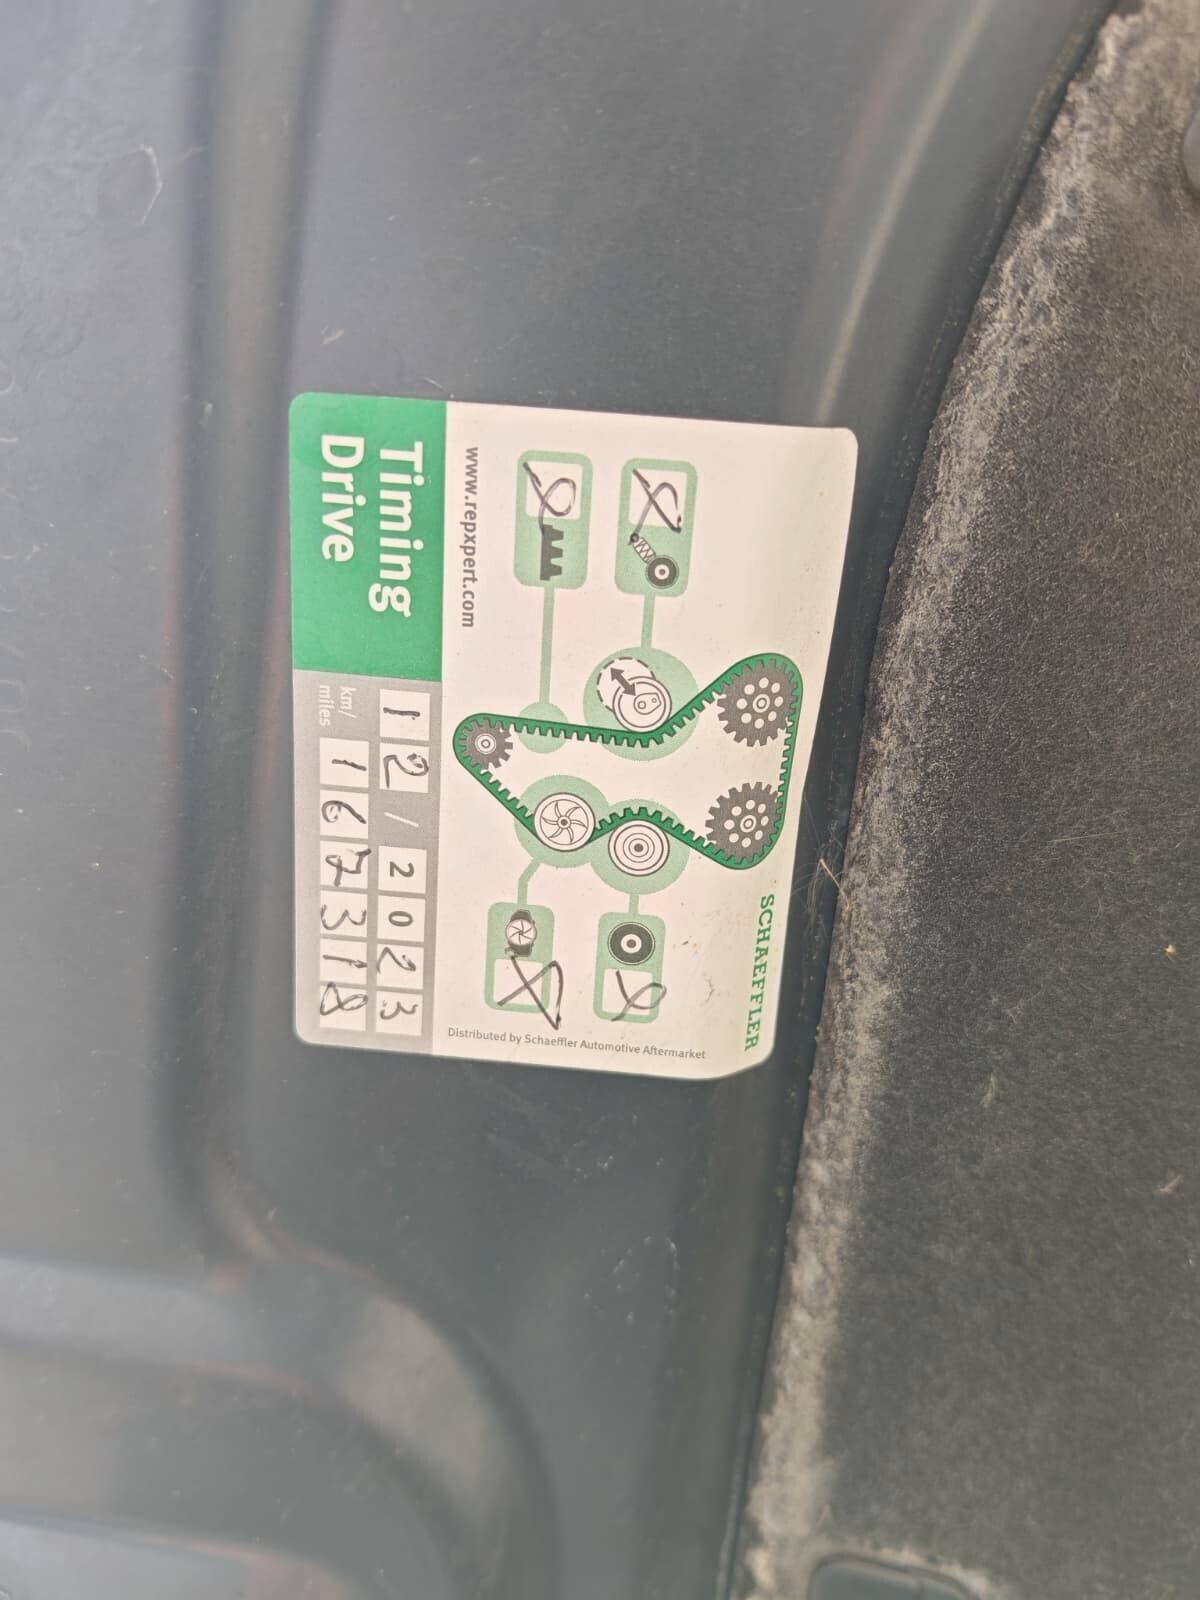 SCHAEFFLER
www.repxpert.com
Distributed by Schaeffler Automotive Aftermarket
Timing
Drive
12/2023
km/
miles
167318